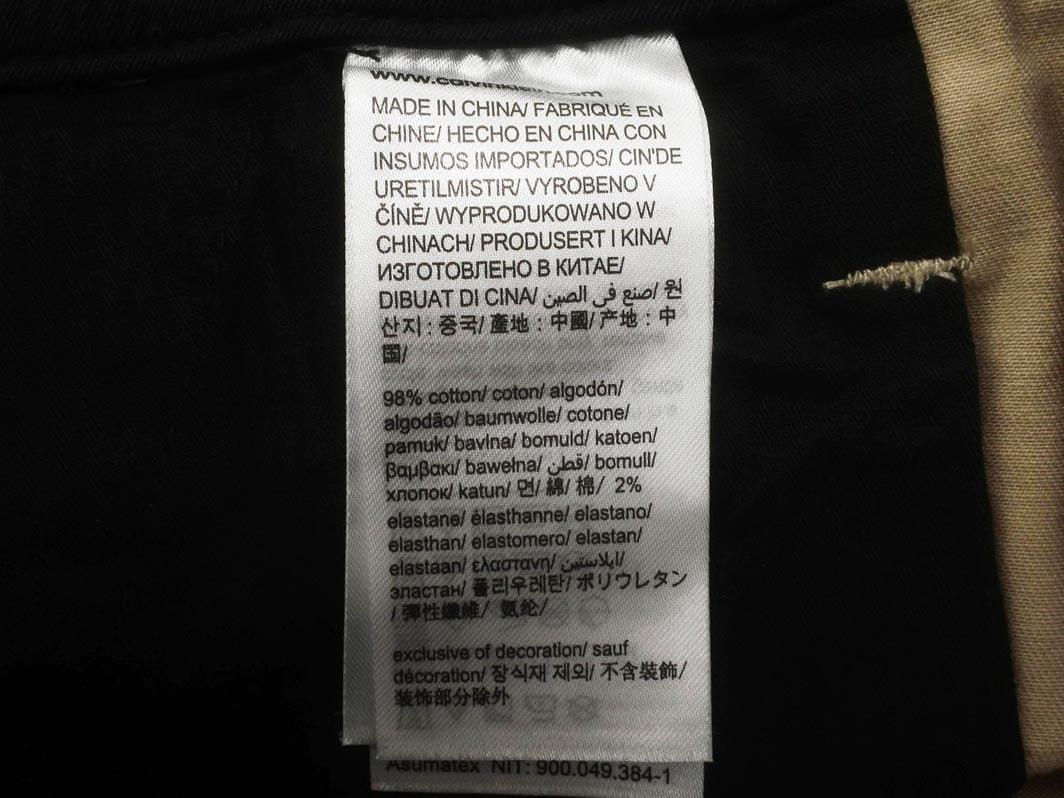 www.calvinklein.com
MADE IN CHINA/ FABRIQUÉ EN
CHINE/ HECHO EN CHINA CON
INSUMOS IMPORTADOS/ CIN'DE
URETILMISTIR/ VYROBENO V
ČÍNĚ/ WYPRODUKOWANO W
CHINACH/ PRODUSERT I KINA/
ИЗГОТОВЛЕНО В КИТАЕ/
DIBUAT DI CINA/ صنع في الصين/ 원
산지 : 중국/ 產地 : 中國/ 产地 : 中
国/
98% cotton/ coton/ algodón/
algodão/ baumwolle/ cotone/
pamuk/ bavlna/ bomuld/ katoen/
βαμβακι/ bawełna/ قطن/ bomull/
хлопок/ katun/ 면/ 綿/ 棉/ 2%
elastane/ élasthanne/ elastano/
elasthan/ elastomero/ elastan/
elastaan/ ελαστανη/ ايلاستين/
эластан/ 폴리우레탄/ ポリウレタン
/ 彈性纖維/ 氨纶/
exclusive of decoration/ sauf
décoration/ 장식재 제외/ 不含裝飾/
装饰部分除外
Asumatex NIT: 900.049.384-1